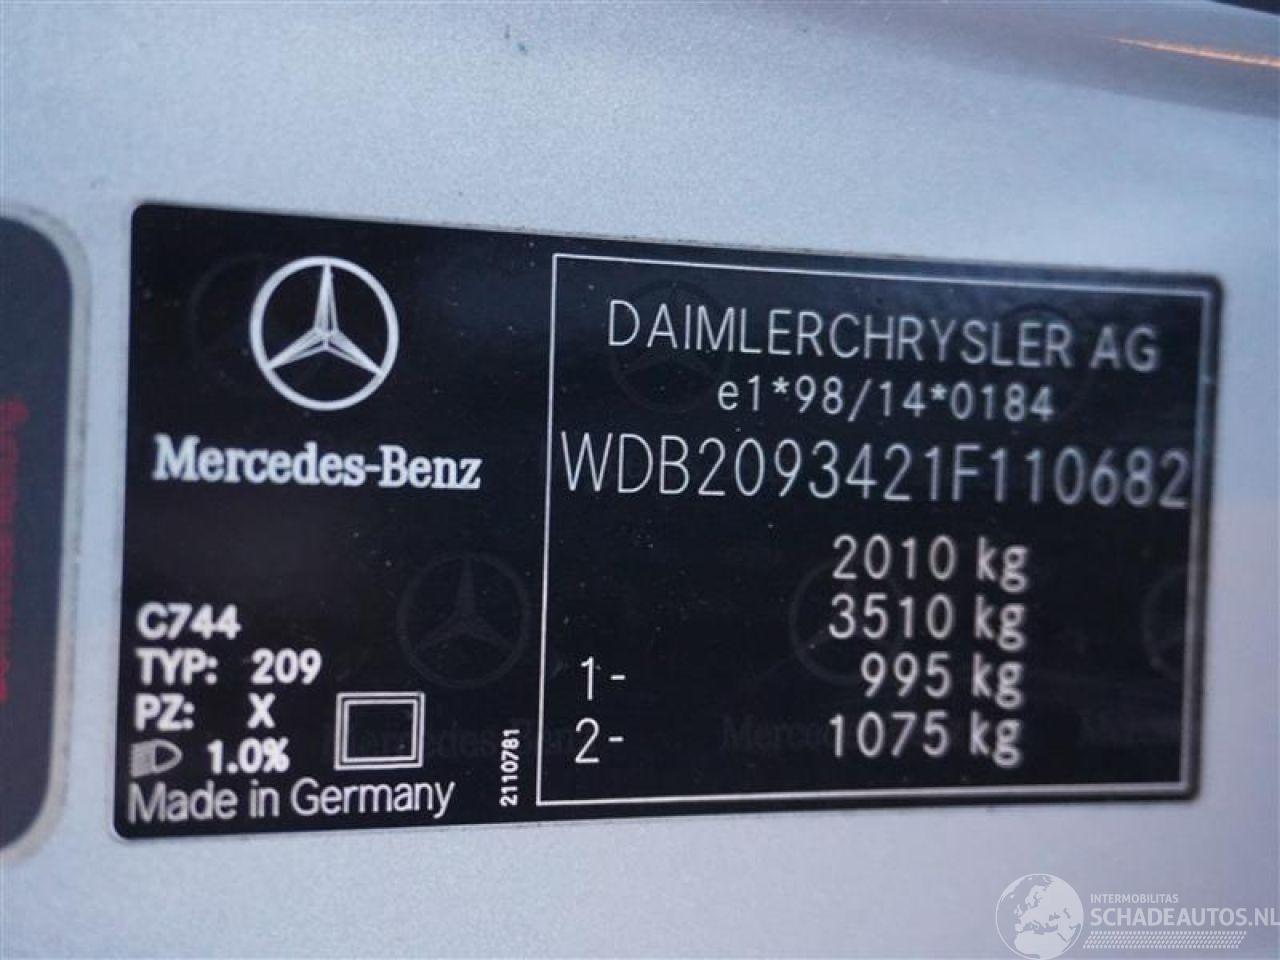 Mercedes-Benz
C744
TYP: 209
PZ: X
1.0%
Made in Germany
2110781
DAIMLERCHRYSLER AG
e1*98/14*0184
WDB2093421F110682
2010 kg
3510 kg
1- 995 kg
2- 1075 kg
INTERMOBILITAS
SCHADEAUTOS.NL